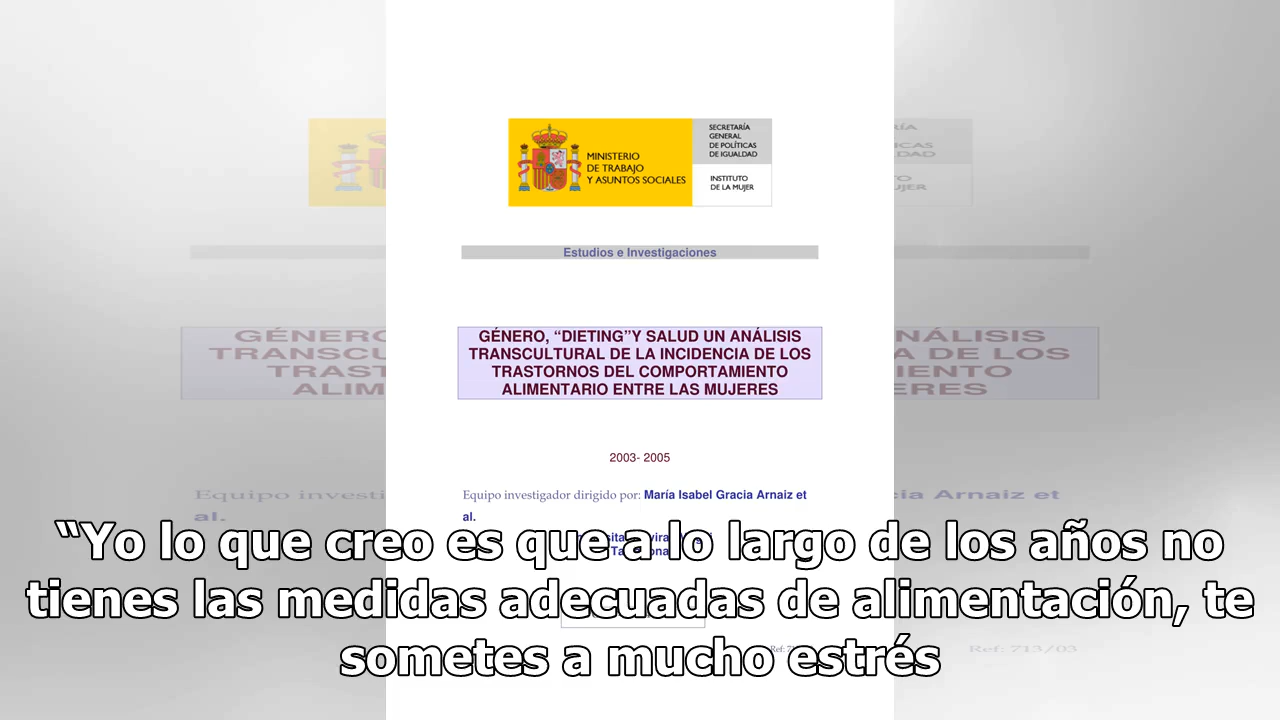 MINISTERIO
DE TRABAJO
Y ASUNTOS SOCIALES
SECRETARÍA
GENERAL
DE POLÍTICAS
DE IGUALDAD
INSTITUTO
DE LA MUJER
Estudios e Investigaciones
GÉNERO, “DIETING”Y SALUD UN ANÁLISIS
TRANSCULTURAL DE LA INCIDENCIA DE LOS
TRASTORNOS DEL COMPORTAMIENTO
ALIMENTARIO ENTRE LAS MUJERES
2003- 2005
Equipo investigador dirigido por: María Isabel Gracia Arnaiz et
al.
“Yo lo que creo es que a lo largo de los años no
tienes las medidas adecuadas de alimentación, te
sometes a mucho estrés
Ref: 713/03